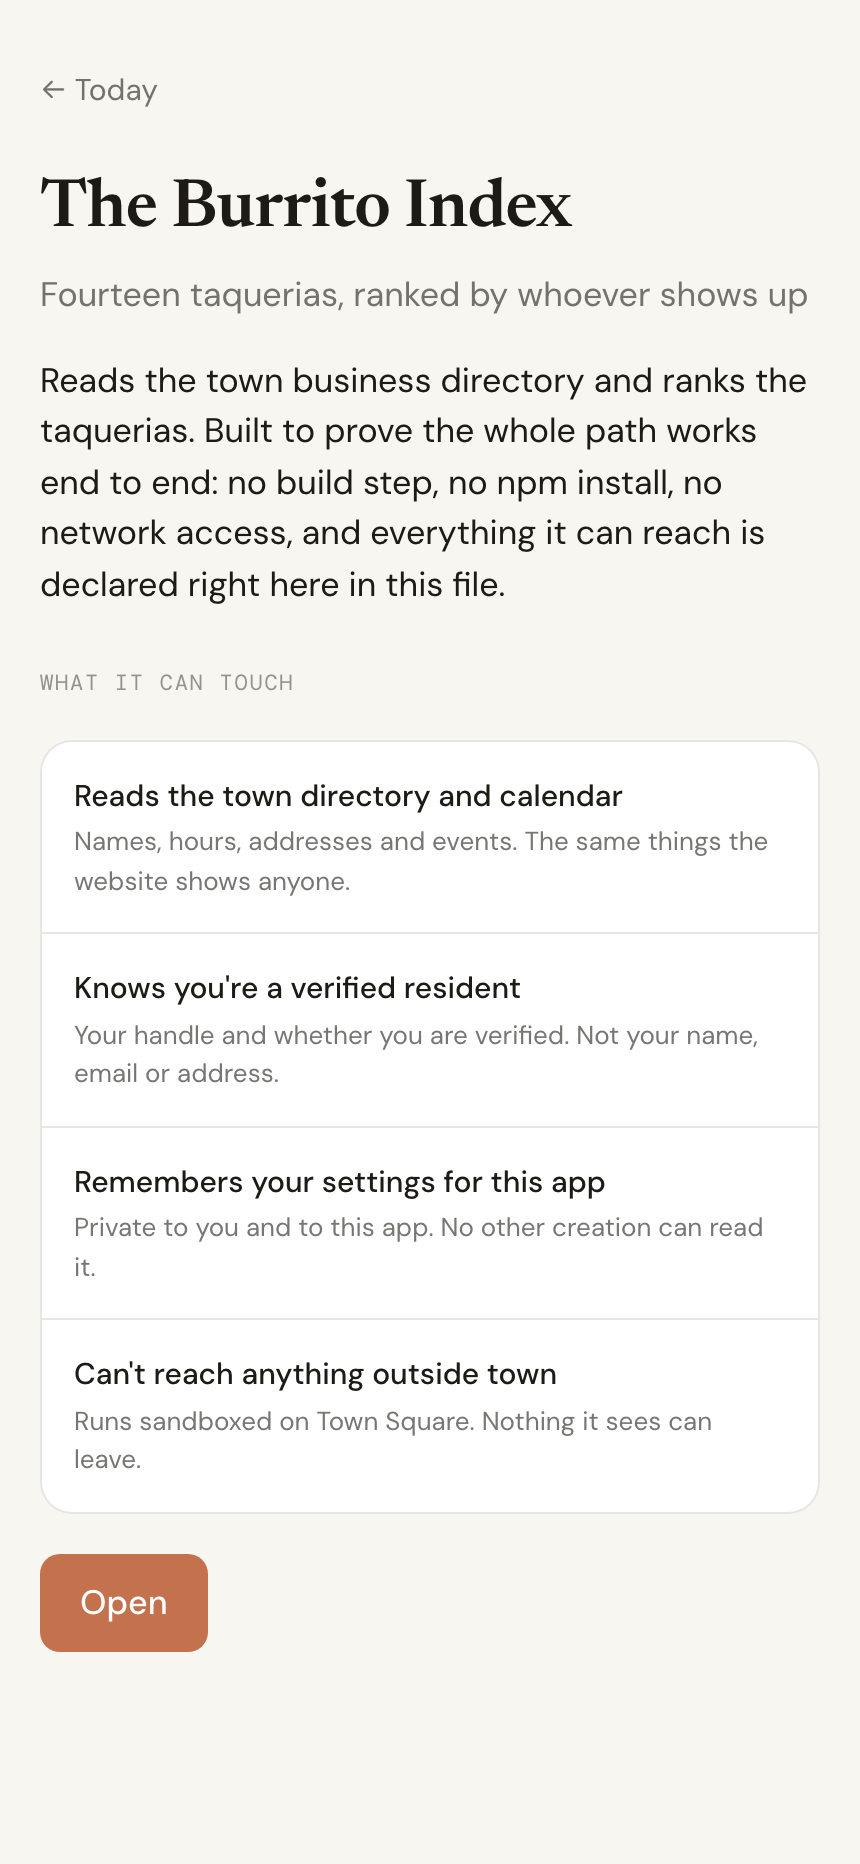 ← Today
The Burrito Index
Fourteen taquerias, ranked by whoever shows up
Reads the town business directory and ranks the
taquerias. Built to prove the whole path works
end to end: no build step, no npm install, no
network access, and everything it can reach is
declared right here in this file.
WHAT IT CAN TOUCH
Reads the town directory and calendar
Names, hours, addresses and events. The same things the
website shows anyone.
Knows you're a verified resident
Your handle and whether you are verified. Not your name,
email or address.
Remembers your settings for this app
Private to you and to this app. No other creation can read
it.
Can't reach anything outside town
Runs sandboxed on Town Square. Nothing it sees can
leave.
Open